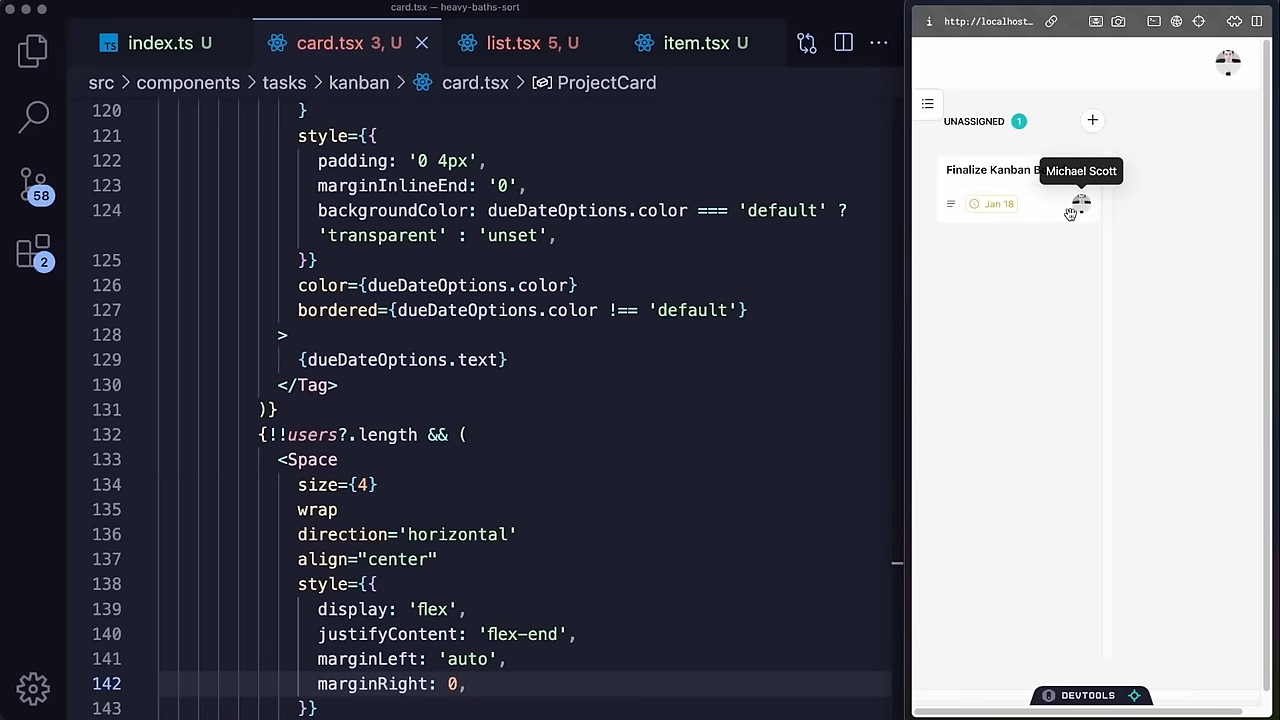 card.tsx — heavy-baths-sort
TS index.ts U
card.tsx 3, U
list.tsx 5, U
item.tsx U
src > components > tasks > kanban > card.tsx > ProjectCard
120 }
121 style={{
122 padding: '0 4px',
123 marginInlineEnd: '0',
124 backgroundColor: dueDateOptions.color === 'default' ?
'transparent' : 'unset',
125 }}
126 color={dueDateOptions.color}
127 bordered={dueDateOptions.color !== 'default'}
128 >
129 {dueDateOptions.text}
130 </Tag>
131 )}
132 {!!users?.length && (
133 <Space
134 size={4}
135 wrap
136 direction='horizontal'
137 align="center"
138 style={{
139 display: 'flex',
140 justifyContent: 'flex-end',
141 marginLeft: 'auto',
142 marginRight: 0,
143 }}
58
2
http://localhost...
UNASSIGNED 1
Finalize Kanban B
Michael Scott
Jan 18
DEVTOOLS